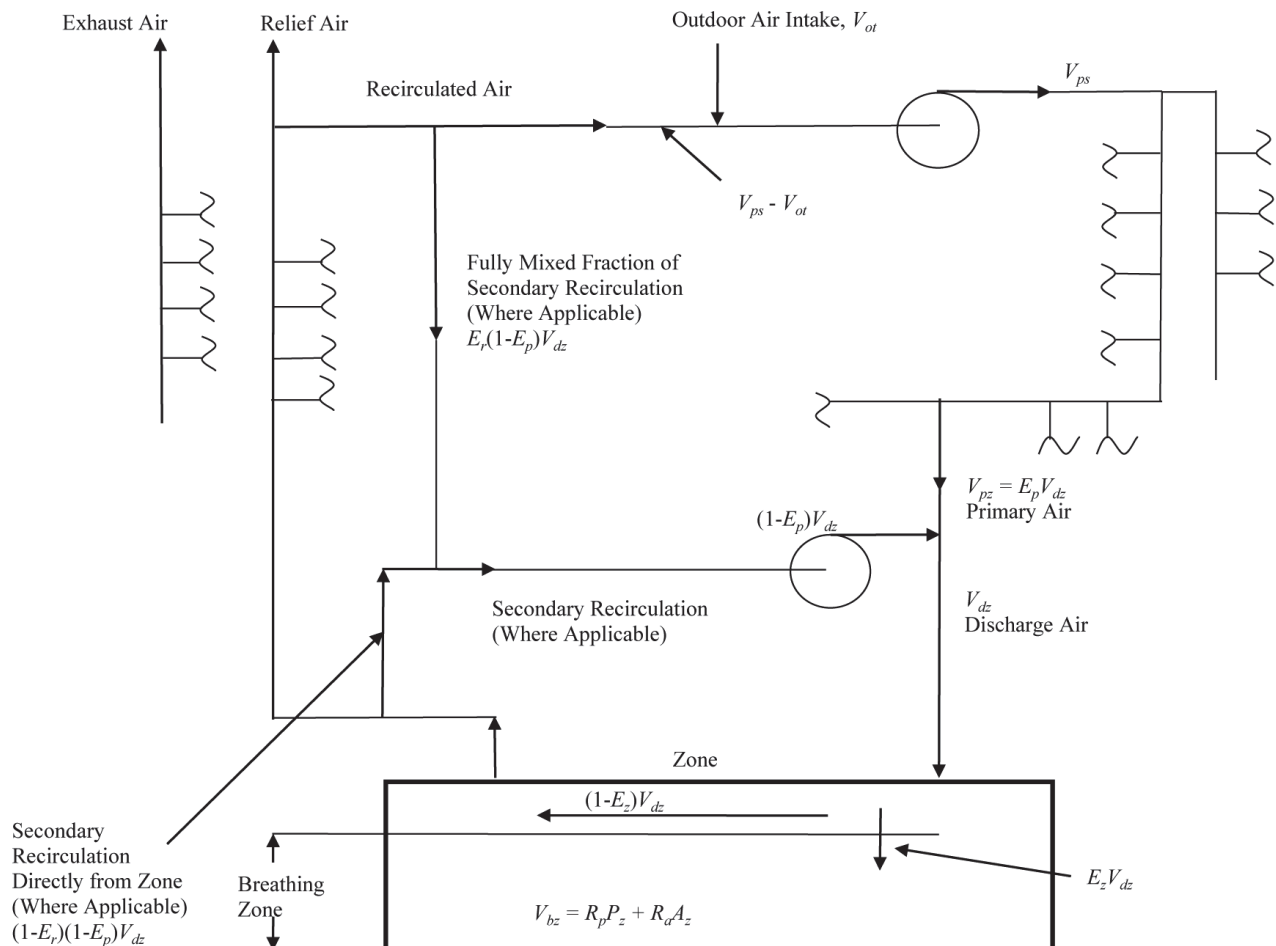 Exhaust Air
Relief Air
Outdoor Air Intake, V_ot
V_ps
Recirculated Air
V_ps - V_ot
Fully Mixed Fraction of
Secondary Recirculation
(Where Applicable)
E_r(1-E_p)V_dz
V_pz = E_pV_dz
Primary Air
(1-E_p)V_dz
Secondary Recirculation
(Where Applicable)
V_dz
Discharge Air
Zone
(1-E_z)V_dz
Secondary
Recirculation
Directly from Zone
(Where Applicable)
(1-E_r)(1-E_p)V_dz
Breathing
Zone
E_zV_dz
V_bz = R_pP_z + R_aA_z